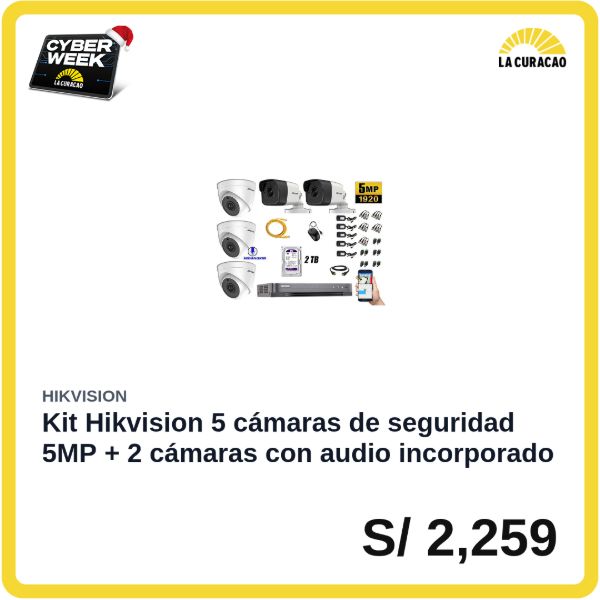 CYBER
WEEK
LA CURACAO
LA CURACAO
5MP
1920
2 TB
HIKVISION
Kit Hikvision 5 cámaras de seguridad
5MP + 2 cámaras con audio incorporado
S/ 2,259